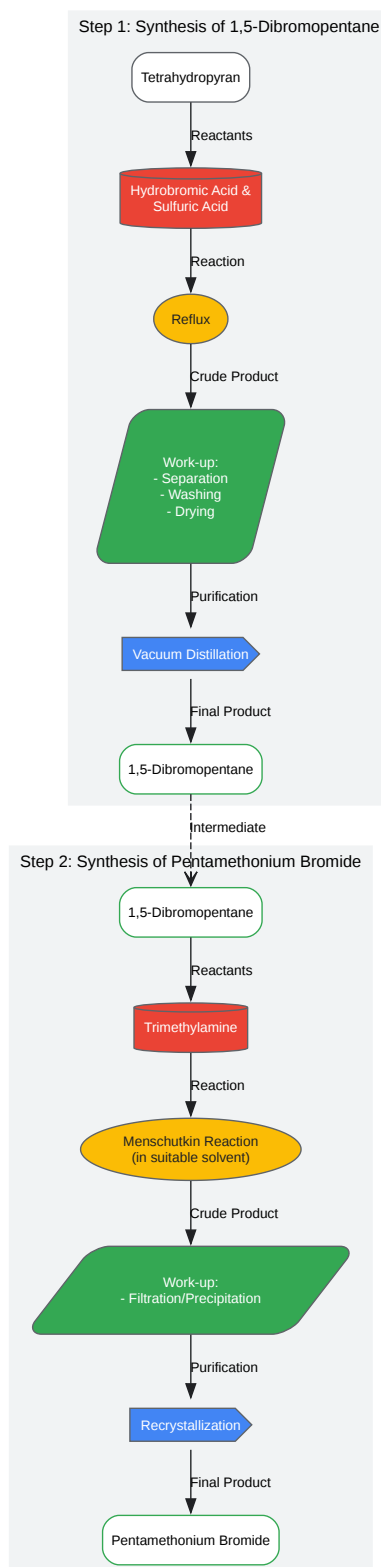 Step 1: Synthesis of 1,5-Dibromopentane
Tetrahydropyran
Reactants
Hydrobromic Acid &
Sulfuric Acid
Reaction
Reflux
Crude Product
Work-up:
- Separation
- Washing
- Drying
Purification
Vacuum Distillation
Final Product
1,5-Dibromopentane
Intermediate
Step 2: Synthesis of Pentamethonium Bromide
1,5-Dibromopentane
Reactants
Trimethylamine
Reaction
Menschutkin Reaction
(in suitable solvent)
Crude Product
Work-up:
- Filtration/Precipitation
Purification
Recrystallization
Final Product
Pentamethonium Bromide